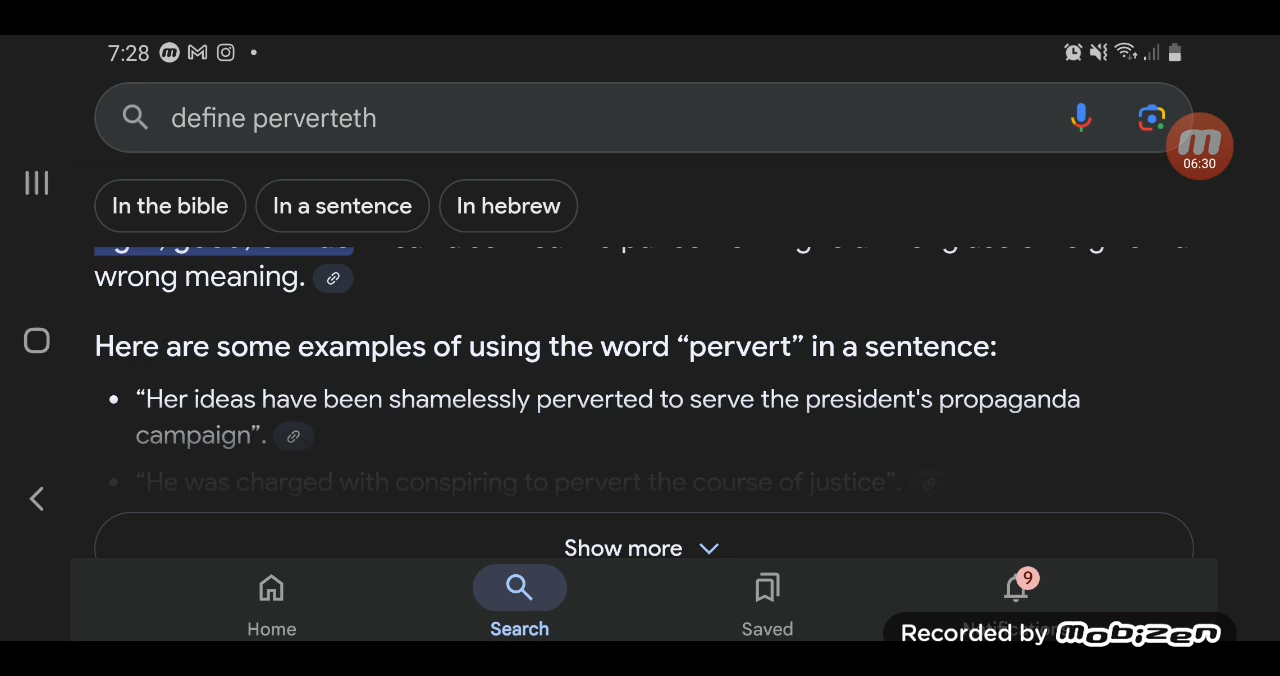 7:28
define perverteth
06:30
In the bible In a sentence In hebrew
wrong meaning.
Here are some examples of using the word “pervert” in a sentence:
• “Her ideas have been shamelessly perverted to serve the president's propaganda
campaign”.
• “He was charged with conspiring to pervert the course of justice”.
Show more
9
Home Search Saved
Recorded by mobizen